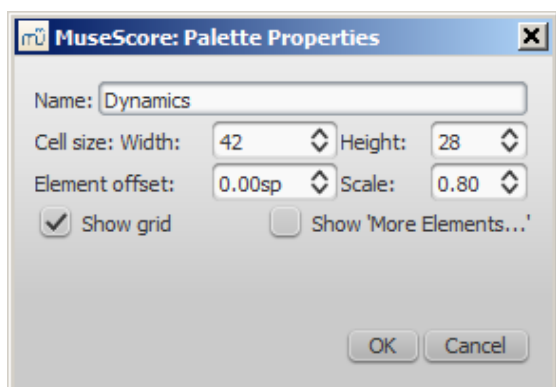 mü MuseScore: Palette Properties
Name: Dynamics
Cell size: Width: 42 Height: 28
Element offset: 0.00sp Scale: 0.80
Show grid Show 'More Elements...'
OK Cancel